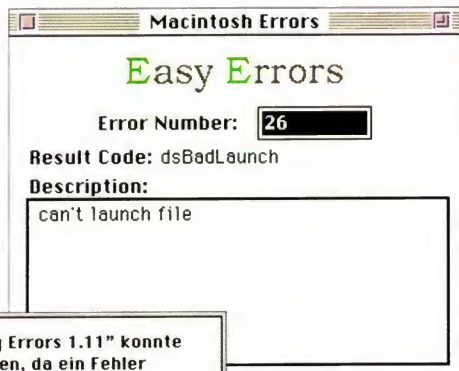 Macintosh Errors
Easy Errors
Error Number: 26
Result Code: dsBadLaunch
Description:
can't launch file
Errors 1.11” konnte
en, da ein Fehler